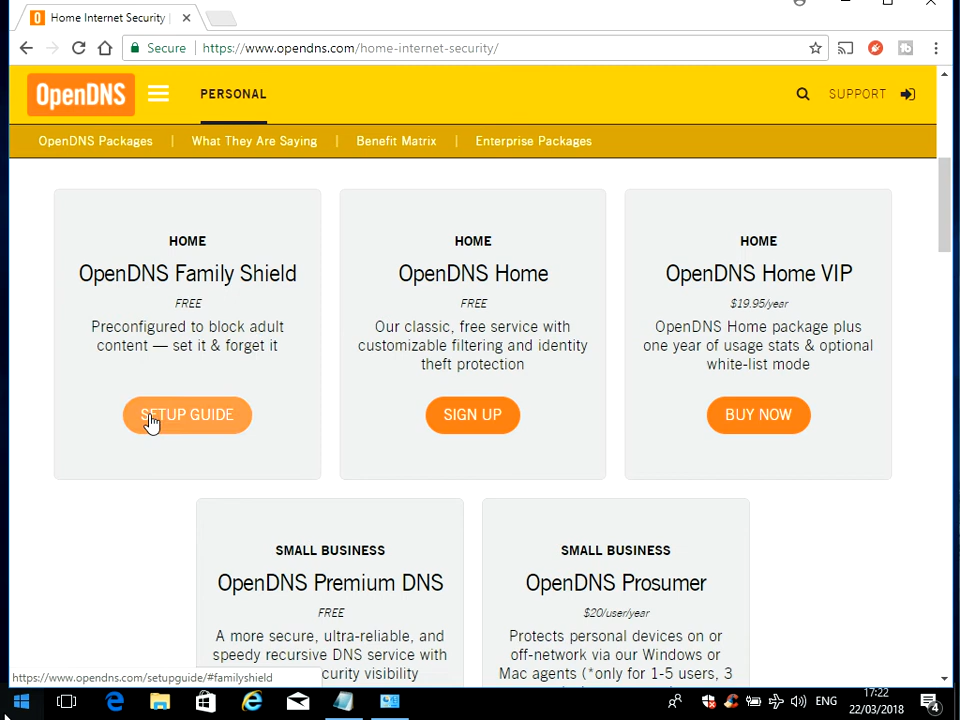 Home Internet Security |
Secure
https://www.opendns.com/home-internet-security/
OpenDNS
PERSONAL
SUPPORT
OpenDNS Packages | What They Are Saying | Benefit Matrix | Enterprise Packages
HOME
OpenDNS Family Shield
FREE
Preconfigured to block adult
content — set it & forget it
SETUP GUIDE
HOME
OpenDNS Home
FREE
Our classic, free service with
customizable filtering and identity
theft protection
SIGN UP
HOME
OpenDNS Home VIP
$19.95/year
OpenDNS Home package plus
one year of usage stats & optional
white-list mode
BUY NOW
SMALL BUSINESS
OpenDNS Premium DNS
FREE
A more secure, ultra-reliable, and
speedy recursive DNS service with
visibility
SMALL BUSINESS
OpenDNS Prosumer
$20/user/year
Protects personal devices on or
off-network via our Windows or
Mac agents (*only for 1-5 users, 3
https://www.opendns.com/setupguide/#familyshield
ENG
17:22
22/03/2018
4